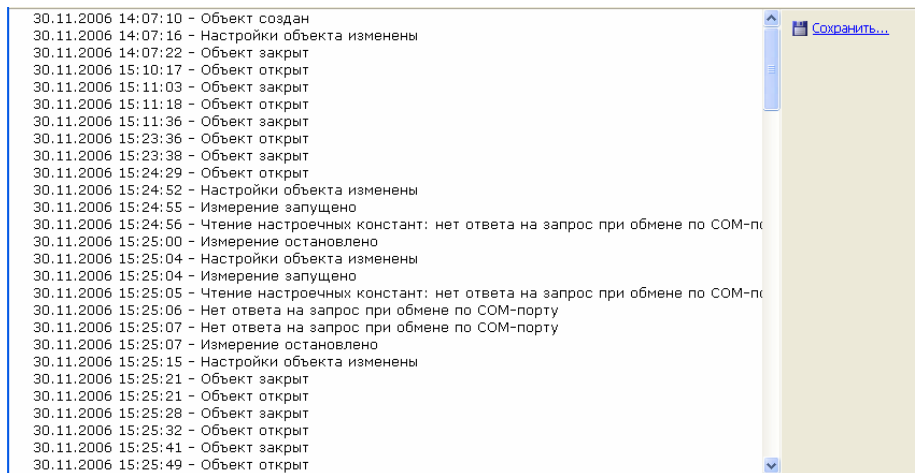 30.11.2006 14:07:10 - Объект создан
Сохранить...
30.11.2006 14:07:16 - Настройки объекта изменены
30.11.2006 14:07:22 - Объект закрыт
30.11.2006 15:10:17 - Объект открыт
30.11.2006 15:11:03 - Объект закрыт
30.11.2006 15:11:18 - Объект открыт
30.11.2006 15:11:36 - Объект закрыт
30.11.2006 15:23:36 - Объект открыт
30.11.2006 15:23:38 - Объект закрыт
30.11.2006 15:24:29 - Объект открыт
30.11.2006 15:24:52 - Настройки объекта изменены
30.11.2006 15:24:55 - Измерение запущено
30.11.2006 15:24:56 - Чтение настроечных констант: нет ответа на запрос при обмене по COM-по
30.11.2006 15:25:00 - Измерение остановлено
30.11.2006 15:25:04 - Настройки объекта изменены
30.11.2006 15:25:04 - Измерение запущено
30.11.2006 15:25:05 - Чтение настроечных констант: нет ответа на запрос при обмене по COM-по
30.11.2006 15:25:06 - Нет ответа на запрос при обмене по COM-порту
30.11.2006 15:25:07 - Нет ответа на запрос при обмене по COM-порту
30.11.2006 15:25:07 - Измерение остановлено
30.11.2006 15:25:15 - Настройки объекта изменены
30.11.2006 15:25:21 - Объект закрыт
30.11.2006 15:25:21 - Объект открыт
30.11.2006 15:25:28 - Объект закрыт
30.11.2006 15:25:32 - Объект открыт
30.11.2006 15:25:41 - Объект закрыт
30.11.2006 15:25:49 - Объект открыт